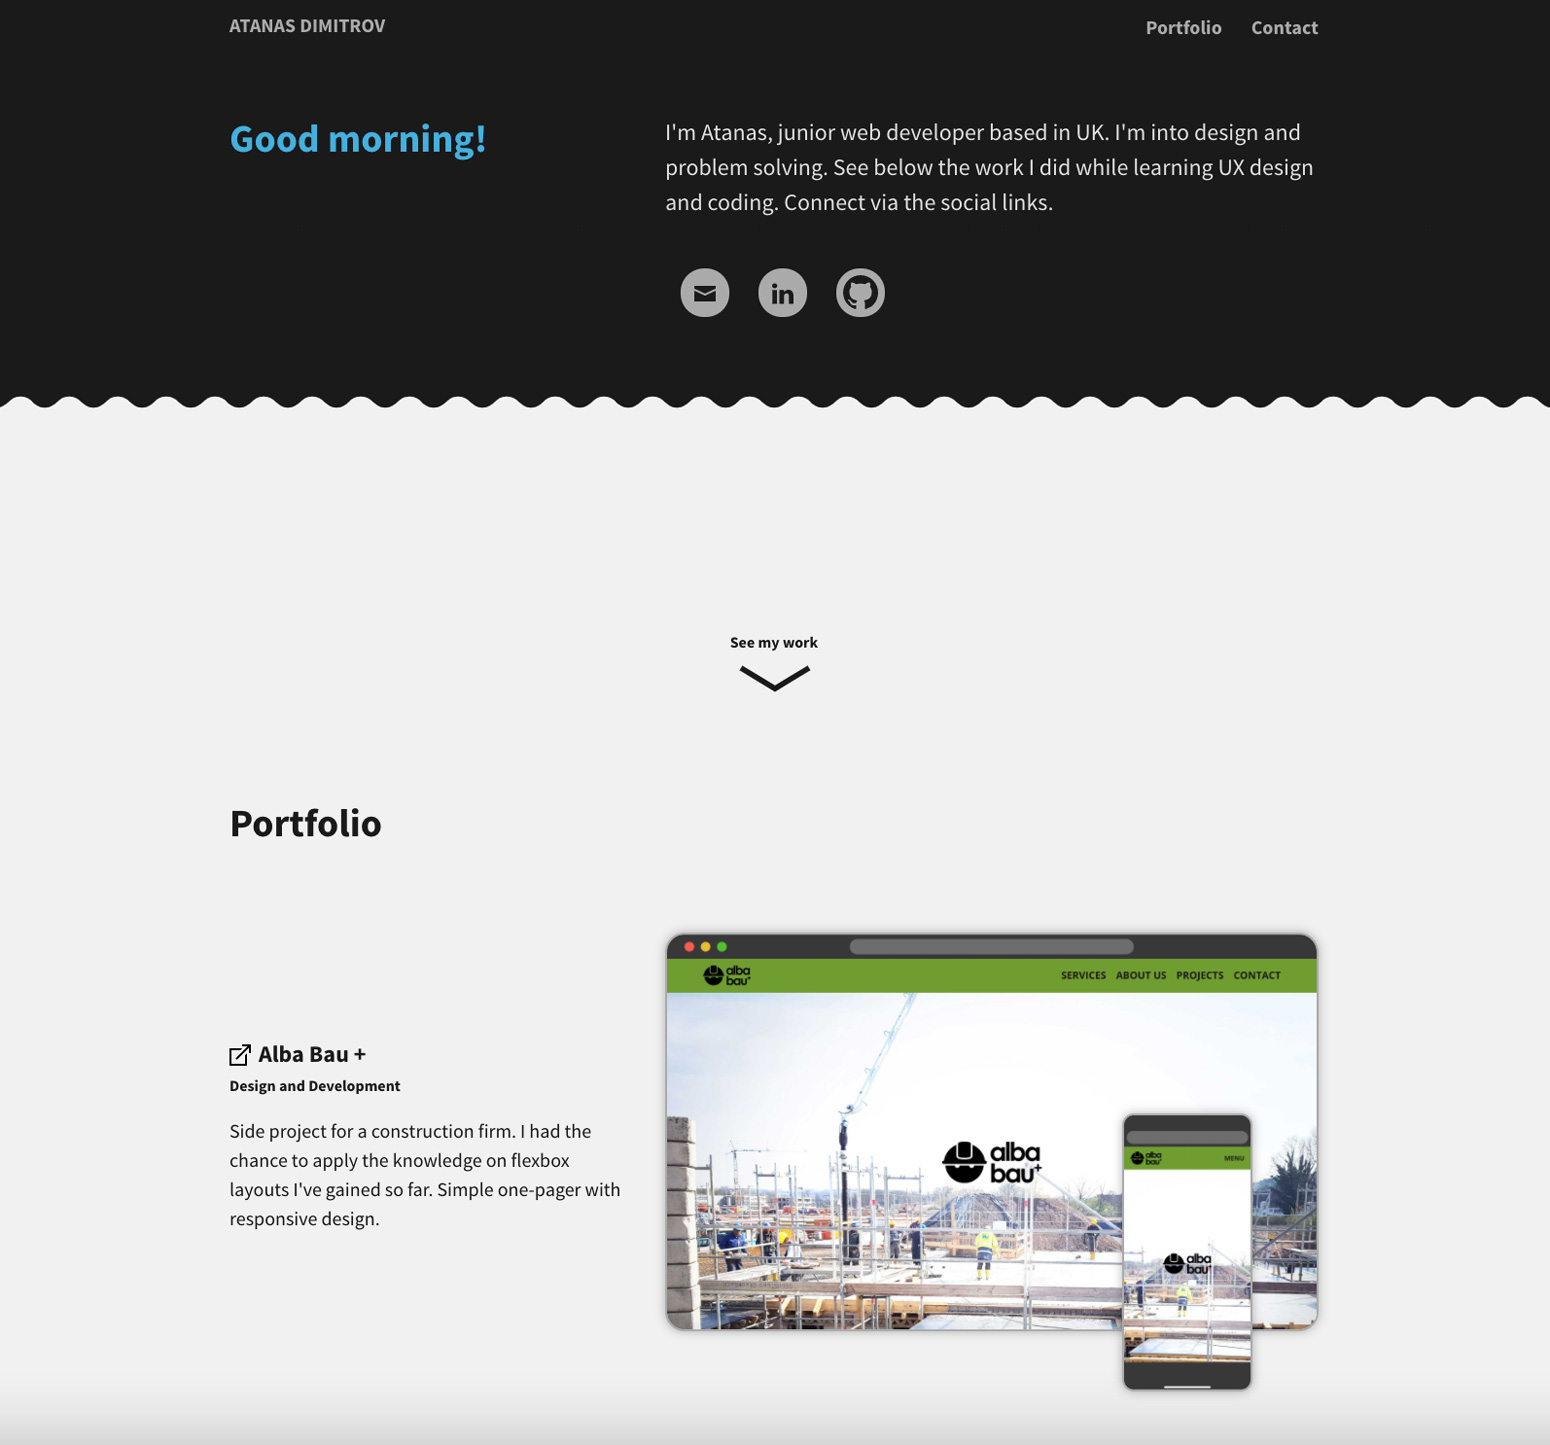 ATANAS DIMITROV
Portfolio Contact
Good morning!
I'm Atanas, junior web developer based in UK. I'm into design and
problem solving. See below the work I did while learning UX design
and coding. Connect via the social links.
in
See my work
Portfolio
alba
bau+
SERVICES ABOUT US PROJECTS CONTACT
Alba Bau +
Design and Development
Side project for a construction firm. I had the
chance to apply the knowledge on flexbox
layouts I've gained so far. Simple one-pager with
responsive design.
alba
bau+
alba
bau+
MENU
alba
bau+